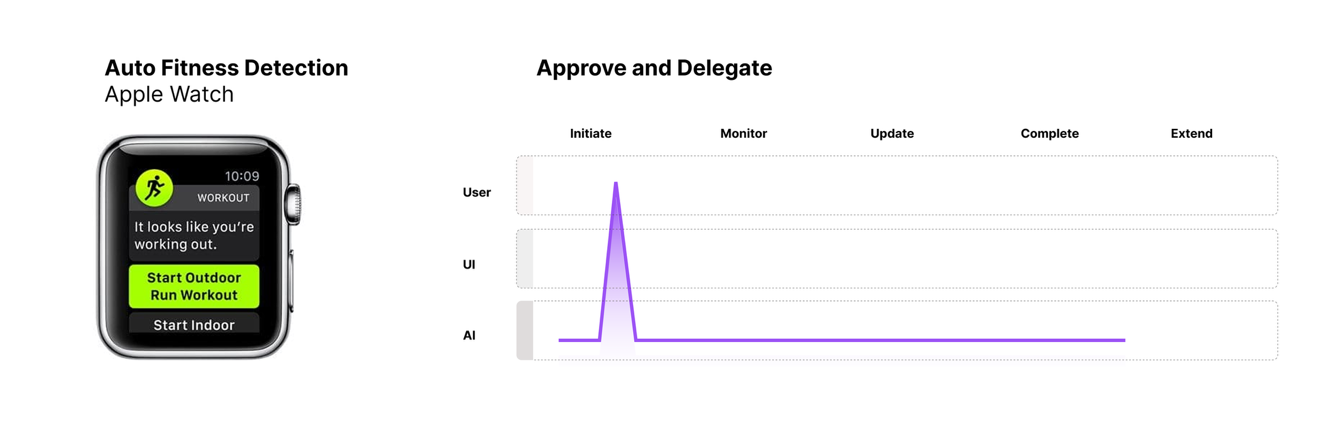 Auto Fitness Detection
Apple Watch
10:09
WORKOUT
It looks like you’re
working out.
Start Outdoor
Run Workout
Start Indoor
Approve and Delegate
Initiate Monitor Update Complete Extend
User
UI
AI